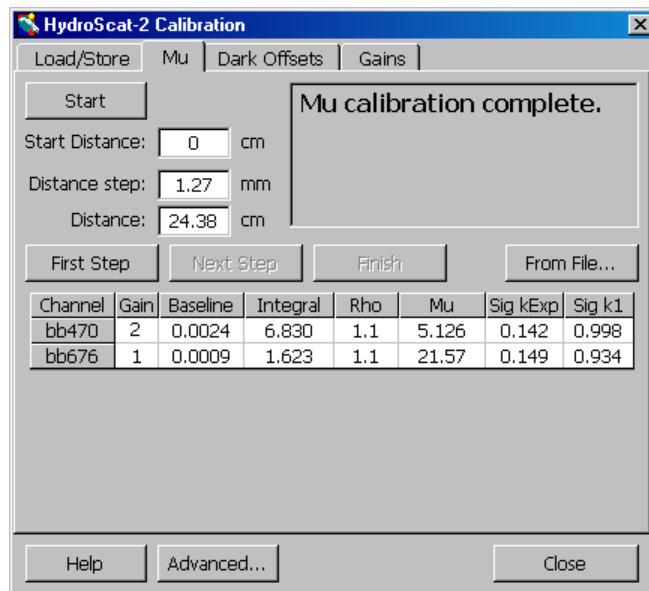 HydroScat-2 Calibration
Load/Store Mu Dark Offsets Gains
Start
Mu calibration complete.
Start Distance: 0 cm
Distance step: 1.27 mm
Distance: 24.38 cm
First Step Next Step Finish From File...
Channel Gain Baseline Integral Rho Mu Sig kExp Sig k1
bb470 2 0.0024 6.830 1.1 5.126 0.142 0.998
bb676 1 0.0009 1.623 1.1 21.57 0.149 0.934
Help Advanced... Close